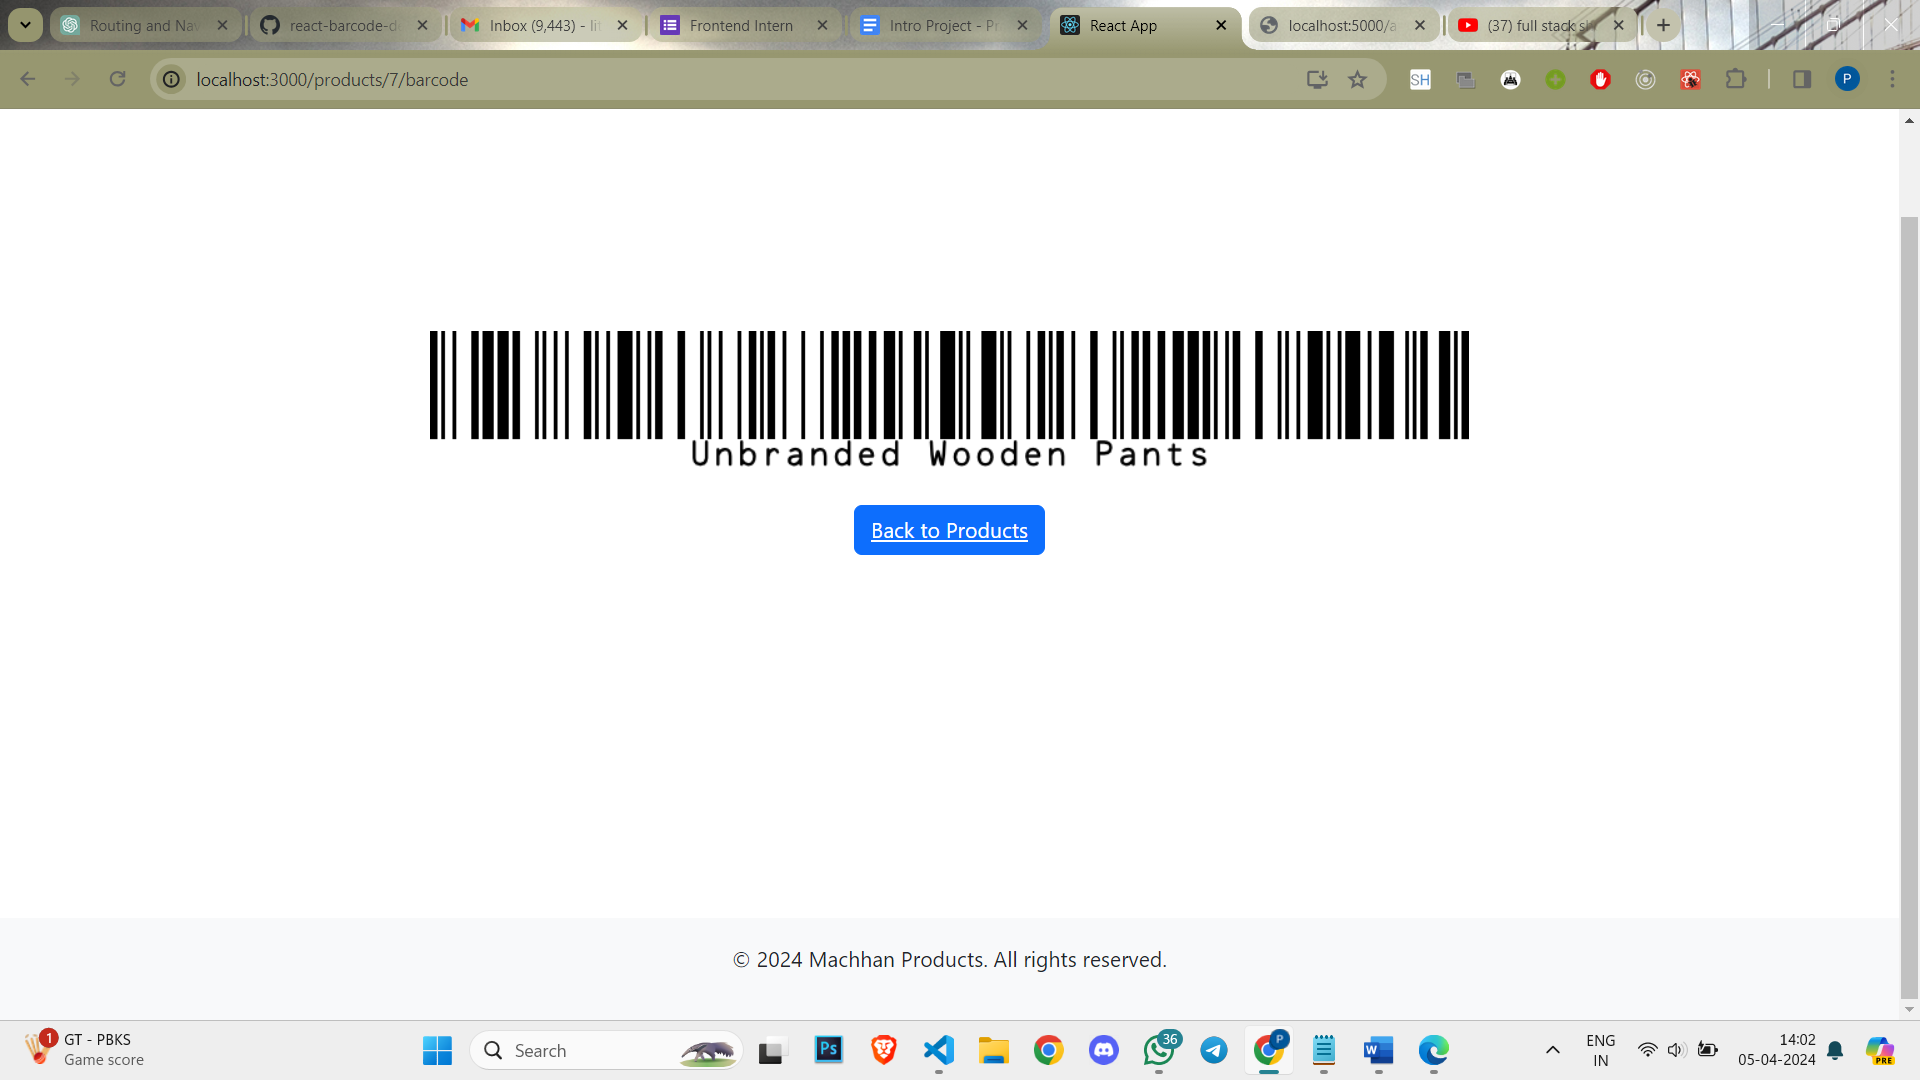 Routing and Nav
react-barcode-de
Inbox (9,443) - lit
Frontend Intern
Intro Project - Pr
React App
localhost:5000/a
(37) full stack s
localhost:3000/products/7/barcode
SH
P
Unbranded Wooden Pants
Back to Products
© 2024 Machhan Products. All rights reserved.
1
GT - PBKS
Game score
Search
Ps
36
P
W
ENG
IN
14:02
05-04-2024
PRE